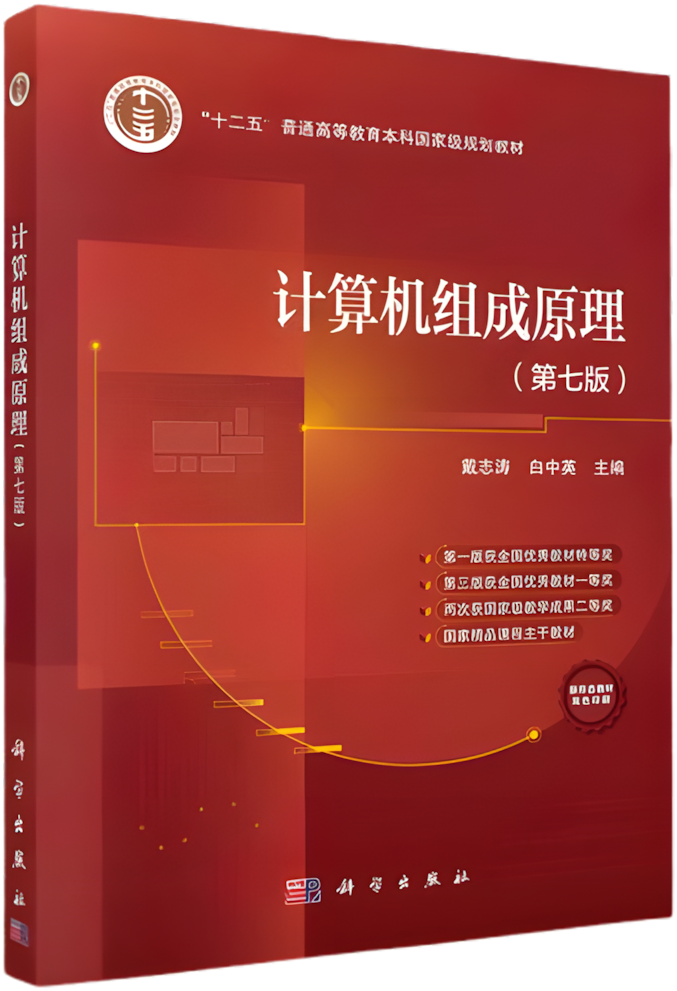 计算机组成原理(第七版)
科学出版社
十二五
"十二五"普通高等教育本科国家级规划教材
计算机组成原理
(第七版)
戴志涛 白中英 主编
第一版获全国优秀教材特等奖
第三版获全国优秀教材一等奖
两次获国家级教学成果二等奖
国家精品课程主干教材
科学出版社